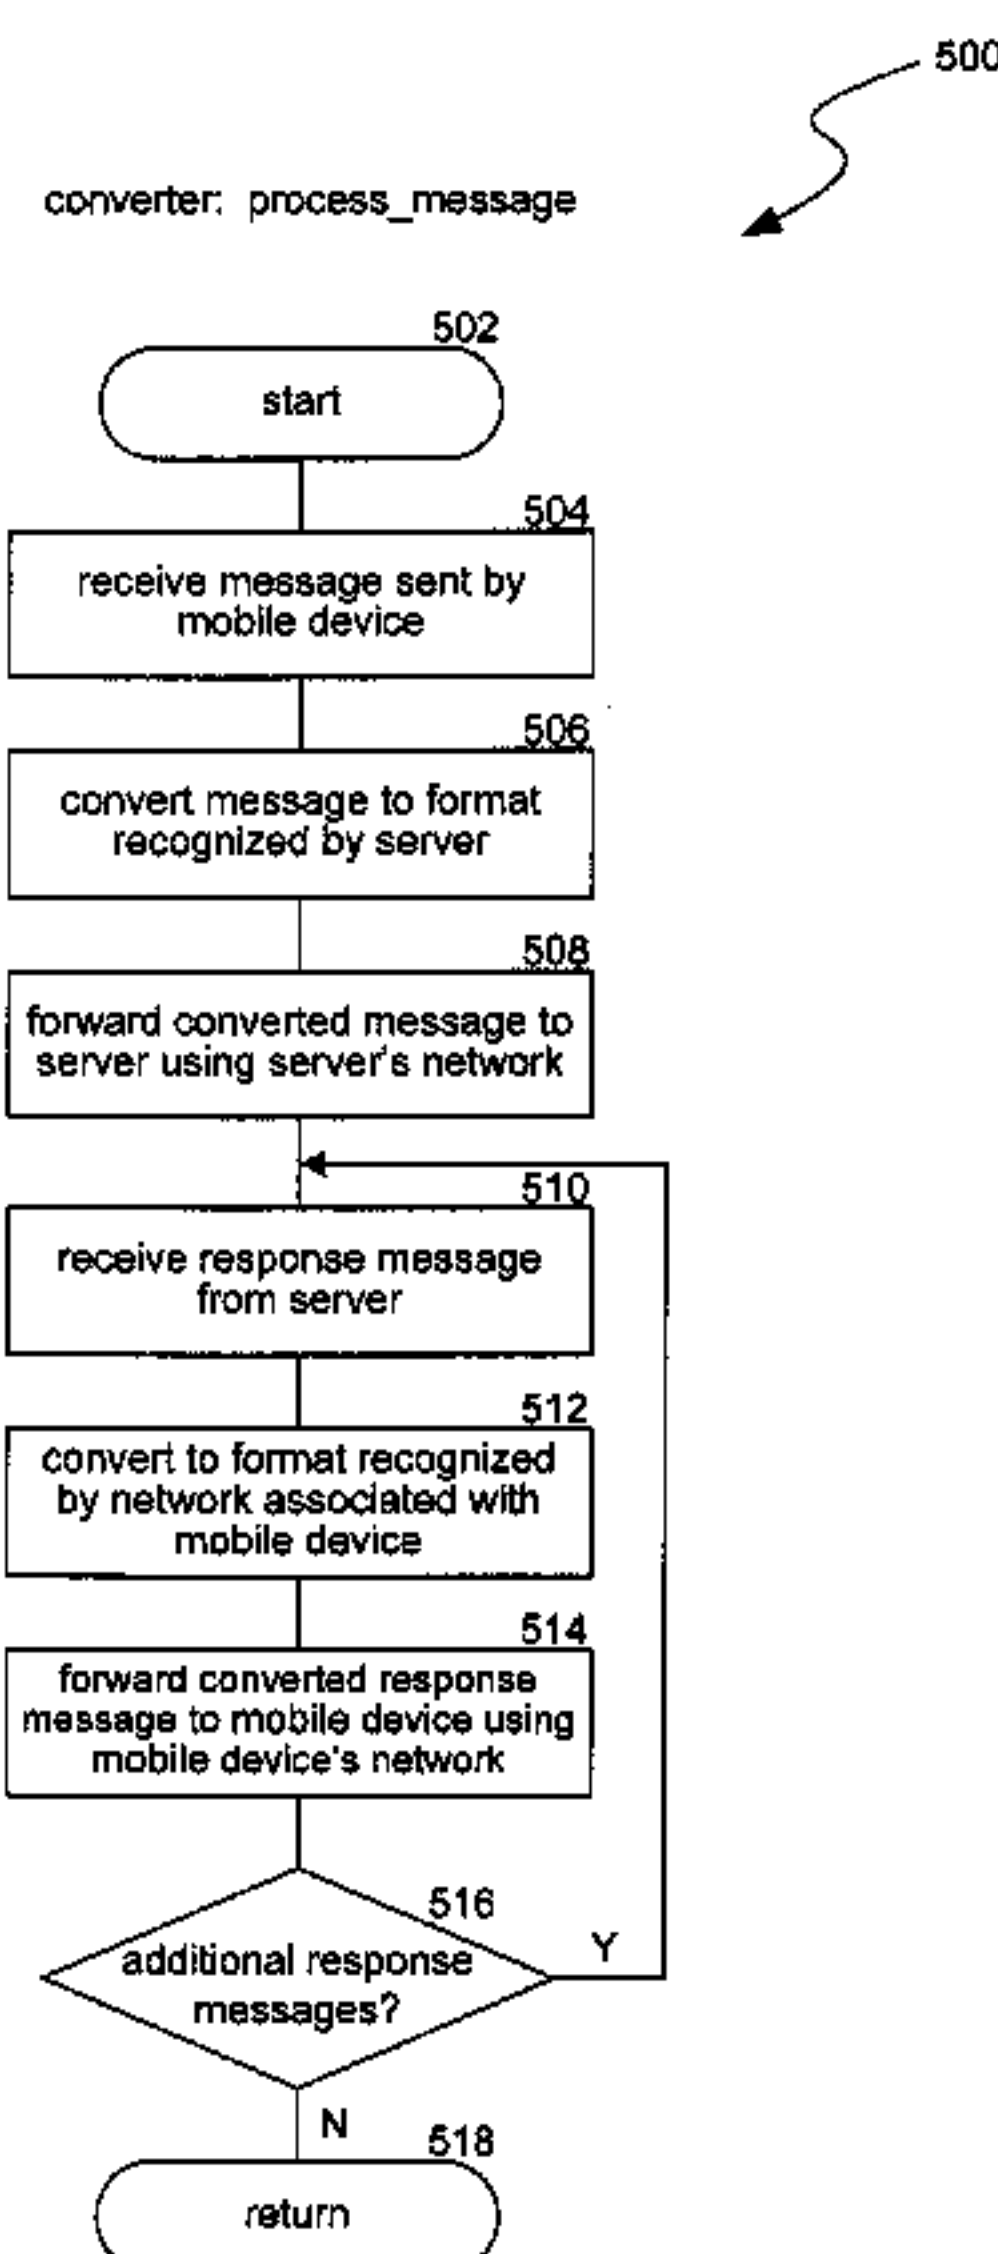 500
converter: process_message
502
start
504
receive message sent by
mobile device
506
convert message to format
recognized by server
508
forward converted message to
server using server's network
510
receive response message
from server
512
convert to format recognized
by network associated with
mobile device
514
forward converted response
message to mobile device using
mobile device's network
516
additional response
messages?
Y
N
518
return